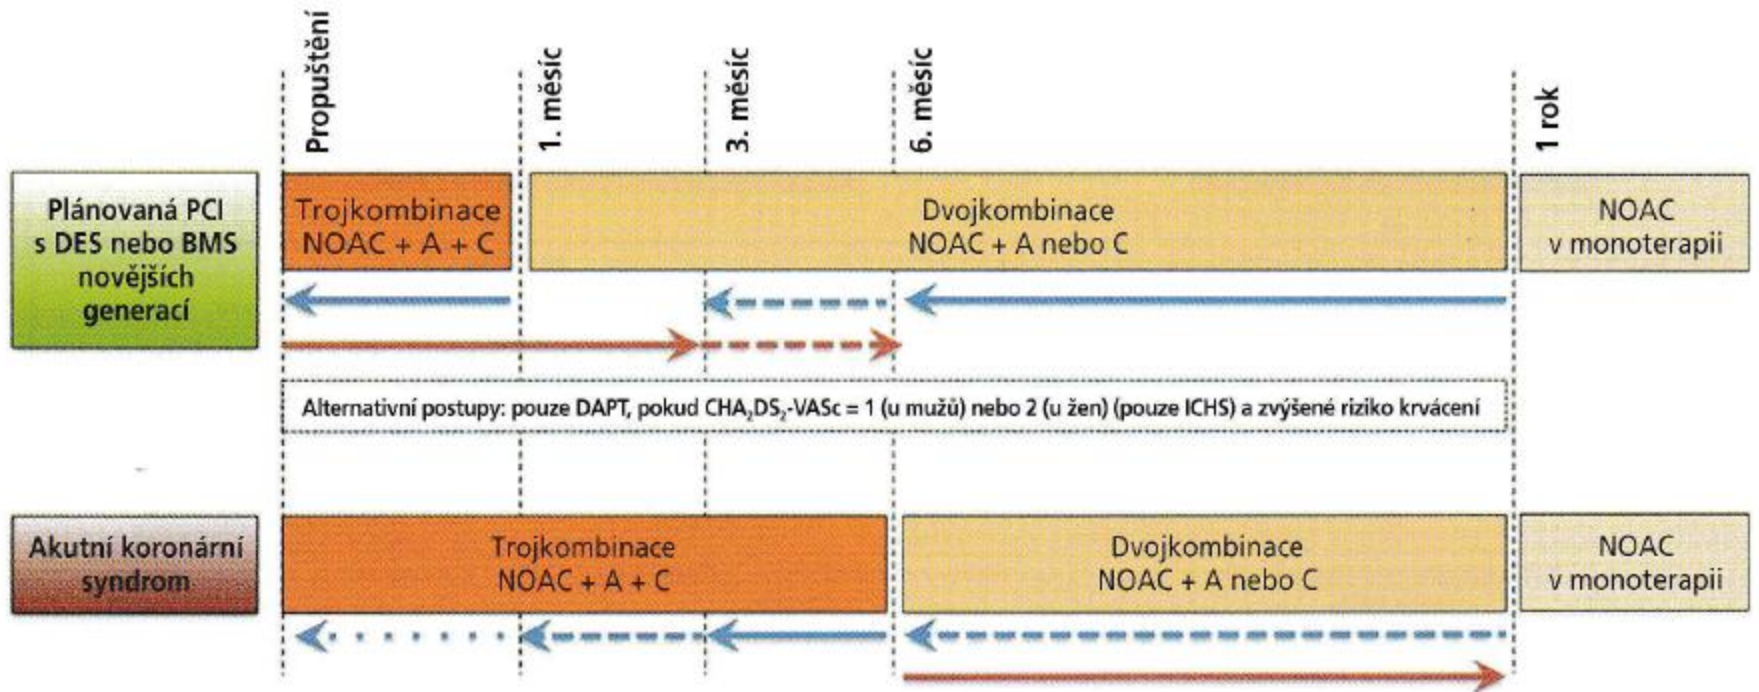 Propuštění
1. měsíc
3. měsíc
6. měsíc
1 rok
Plánovaná PCI
s DES nebo BMS
novějších
generací
Trojkombinace
NOAC + A + C
Dvojkombinace
NOAC + A nebo C
NOAC
v monoterapii
Alternativní postupy: pouze DAPT, pokud CHA₂DS₂-VASc = 1 (u mužů) nebo 2 (u žen) (pouze ICHS) a zvýšené riziko krvácení
Akutní koronární
syndrom
Trojkombinace
NOAC + A + C
Dvojkombinace
NOAC + A nebo C
NOAC
v monoterapii